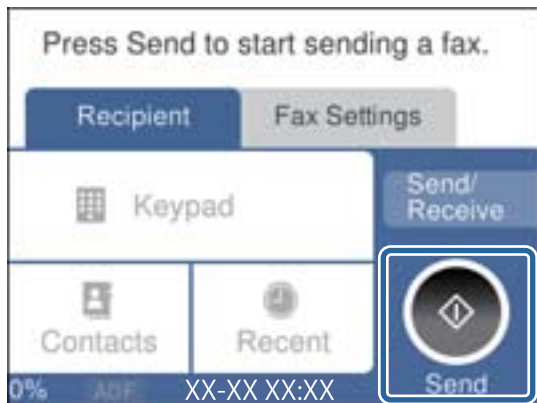 Press Send to start sending a fax.
Recipient Fax Settings
Keypad
Send/
Receive
Contacts Recent
Send
0% ADF XX-XX XX:XX